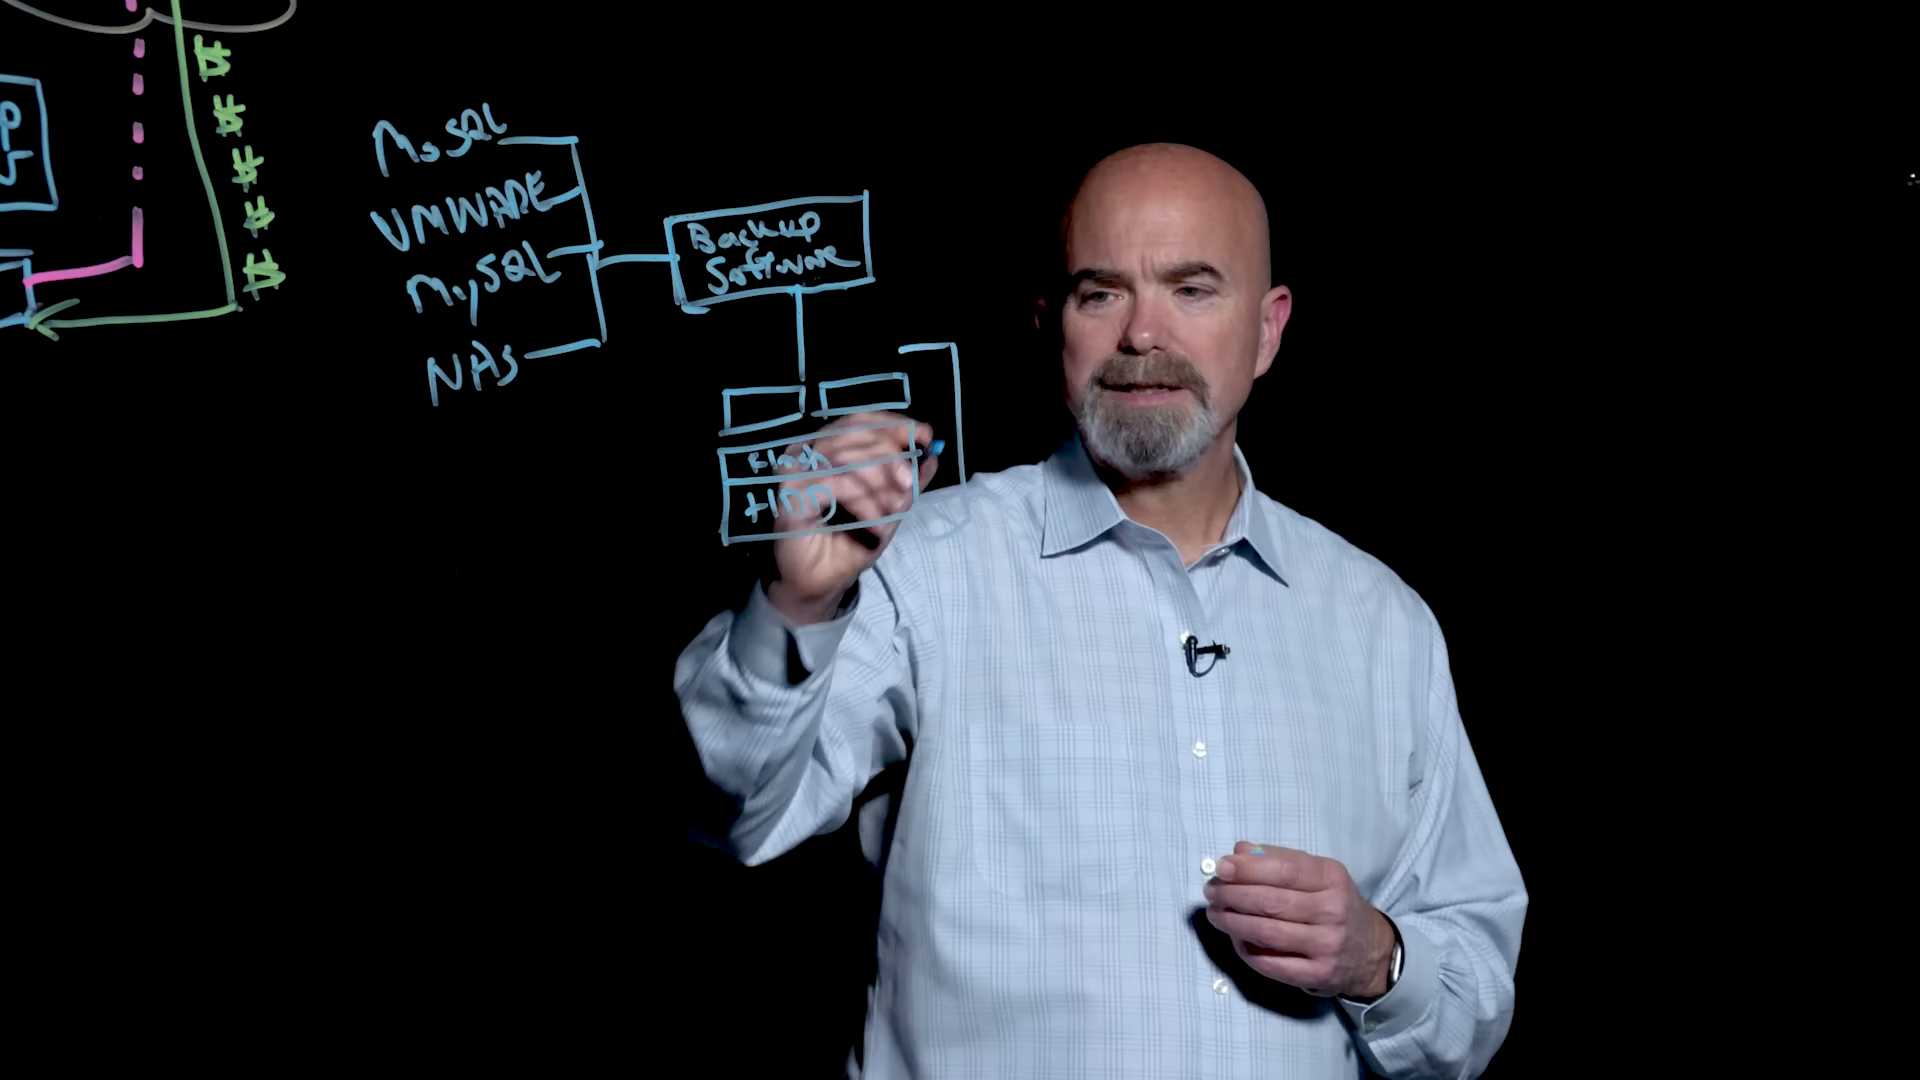 $
$
$
$
$
P
MsSQL
VMWARE
MySQL
NAS
Backup
Software
Flash
HDD